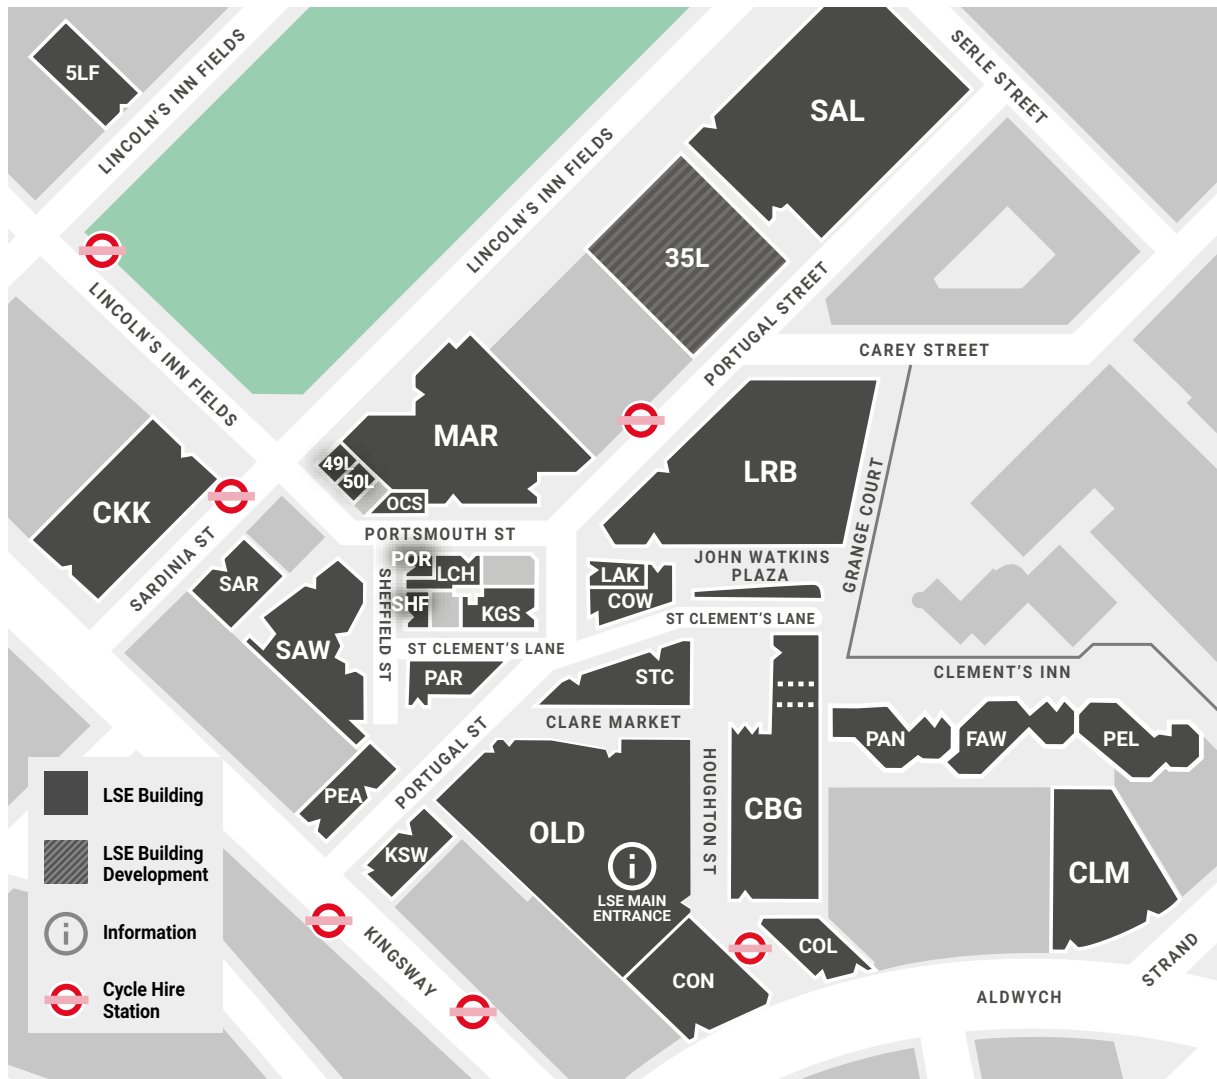 5LF
LINCOLN'S INN FIELDS
SERLE STREET
SAL
LINCOLN'S INN FIELDS
35L
LINCOLN'S INN FIELDS
PORTUGAL STREET
CAREY STREET
MAR
49L
50L
OCS
LRB
CKK
GRANGE COURT
SARDINIA ST
PORTSMOUTH ST
JOHN WATKINS
PLAZA
SAR
POR
LCH
LAK
COW
SHF
KGS
SHEFFIELD ST
ST CLEMENT'S LANE
SAW
ST CLEMENT'S LANE
PAR
STC
CLEMENT'S INN
CLARE MARKET
PAN
FAW
PEL
PORTUGAL ST
HOUGHTON ST
PEA
CBG
OLD
KSW
LSE MAIN
ENTRANCE
CLM
COL
CON
KINGSWAY
STRAND
ALDWYCH
LSE Building
LSE Building
Development
Information
Cycle Hire
Station